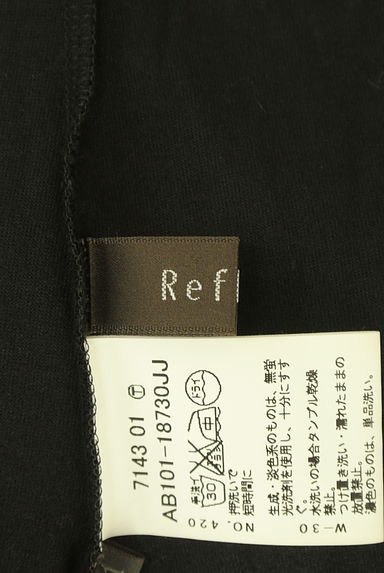 Ref
7143 01 Ⓣ
AB101-18730JJ
手洗イ
30
中
ドライ
押洗いで
短時間に
NO. 420
生成・淡色系のものは、無蛍
光洗剤を使用し、十分にすす
ぐ。
水洗いの場合タンブル乾燥
禁止。
つけ置き洗い・濡れたままの
放置禁止。
濃色のものは、単品洗い。